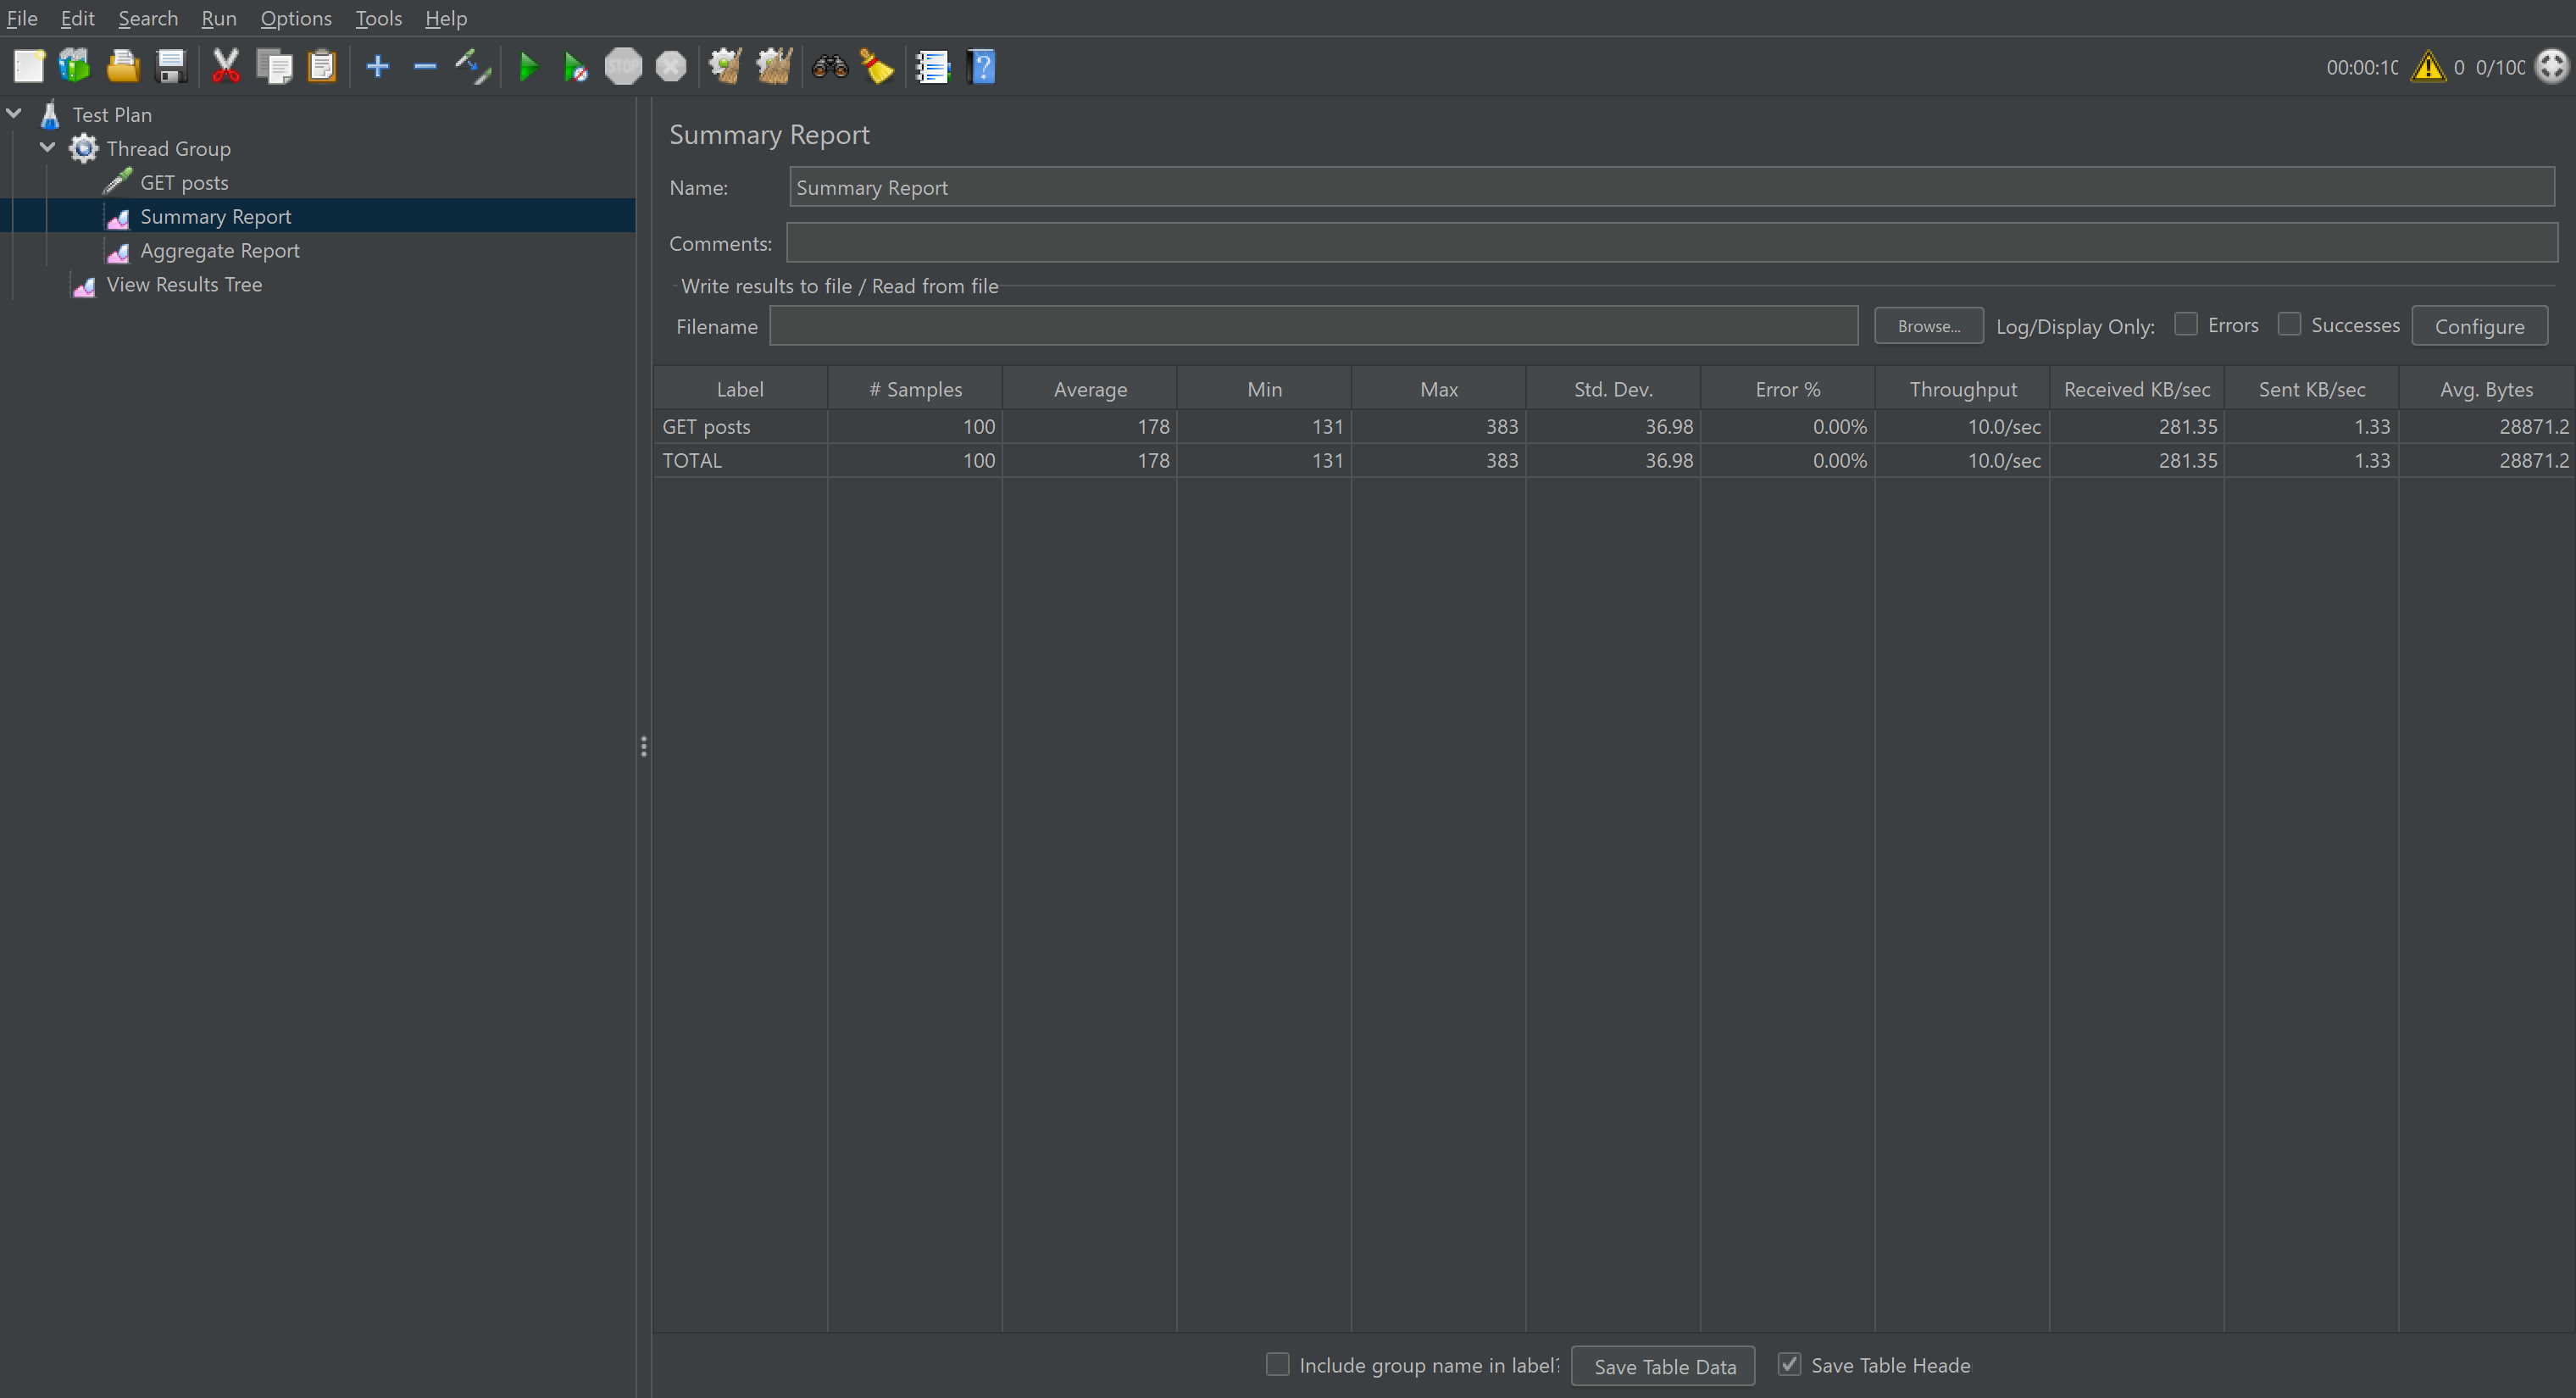 File Edit Search Run Options Tools Help
STOP
00:00:10 0 0/100
Test Plan
Thread Group
GET posts
Summary Report
Aggregate Report
View Results Tree
Summary Report
Name: Summary Report
Comments:
Write results to file / Read from file
Filename Browse... Log/Display Only: Errors Successes Configure
Label # Samples Average Min Max Std. Dev. Error % Throughput Received KB/sec Sent KB/sec Avg. Bytes
GET posts 100 178 131 383 36.98 0.00% 10.0/sec 281.35 1.33 28871.2
TOTAL 100 178 131 383 36.98 0.00% 10.0/sec 281.35 1.33 28871.2
Include group name in label? Save Table Data Save Table Heade